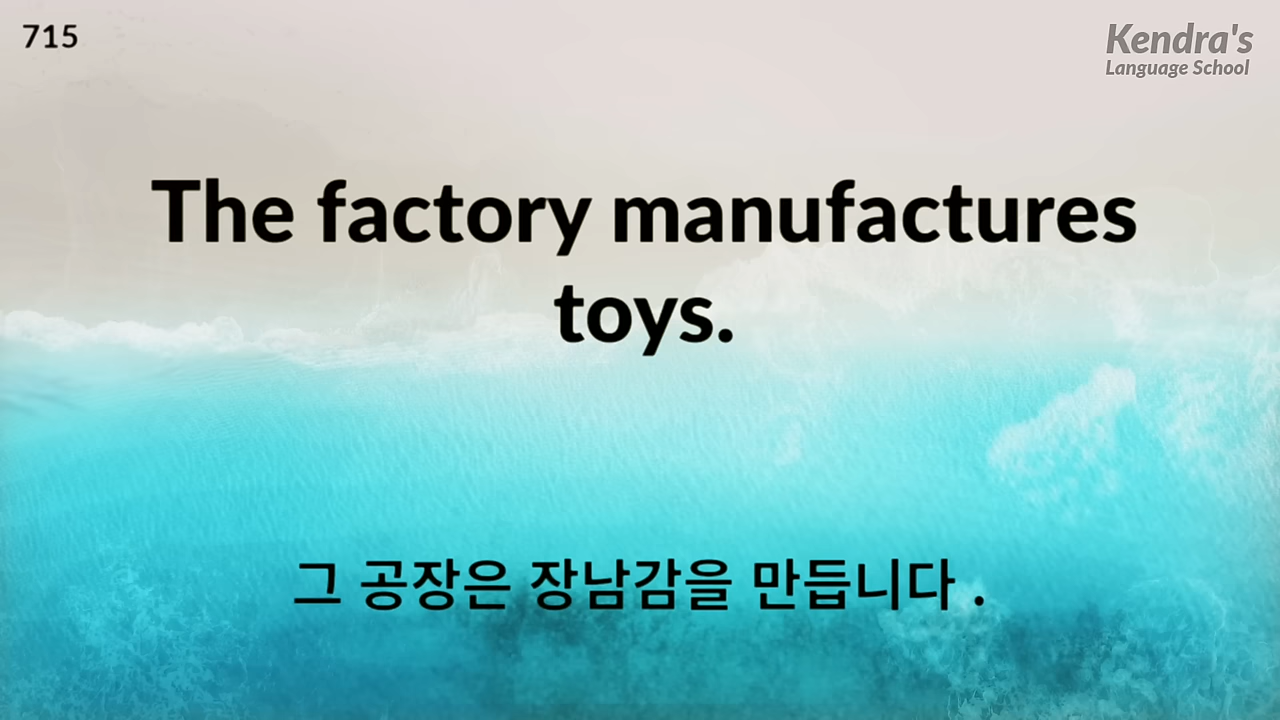 715
Kendra's
Language School
The factory manufactures
toys.
그 공장은 장남감을 만듭니다 .